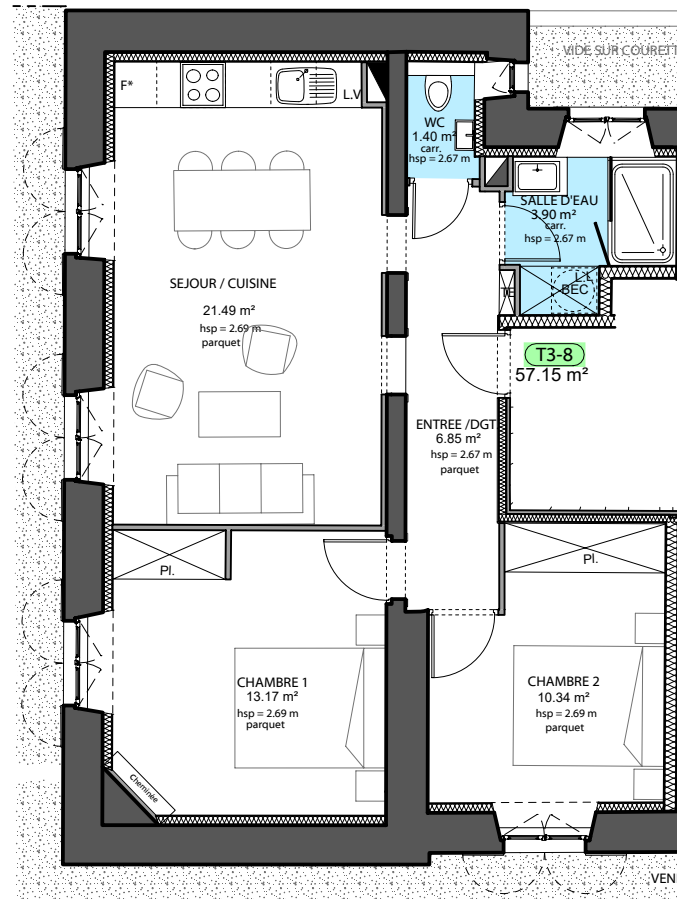 VIDE SUR COURETT
F*
L.V
WC
1.40 m²
carr.
hsp = 2.67 m
SALLE D'EAU
3.90 m²
carr.
hsp = 2.67 m
L.L
BEC
TE
SEJOUR / CUISINE
21.49 m²
hsp = 2.69 m
parquet
T3-8
57.15 m²
ENTREE /DGT
6.85 m²
hsp = 2.67 m
parquet
Pl.
Pl.
CHAMBRE 1
13.17 m²
hsp = 2.69 m
parquet
CHAMBRE 2
10.34 m²
hsp = 2.69 m
parquet
Cheminée
VEN